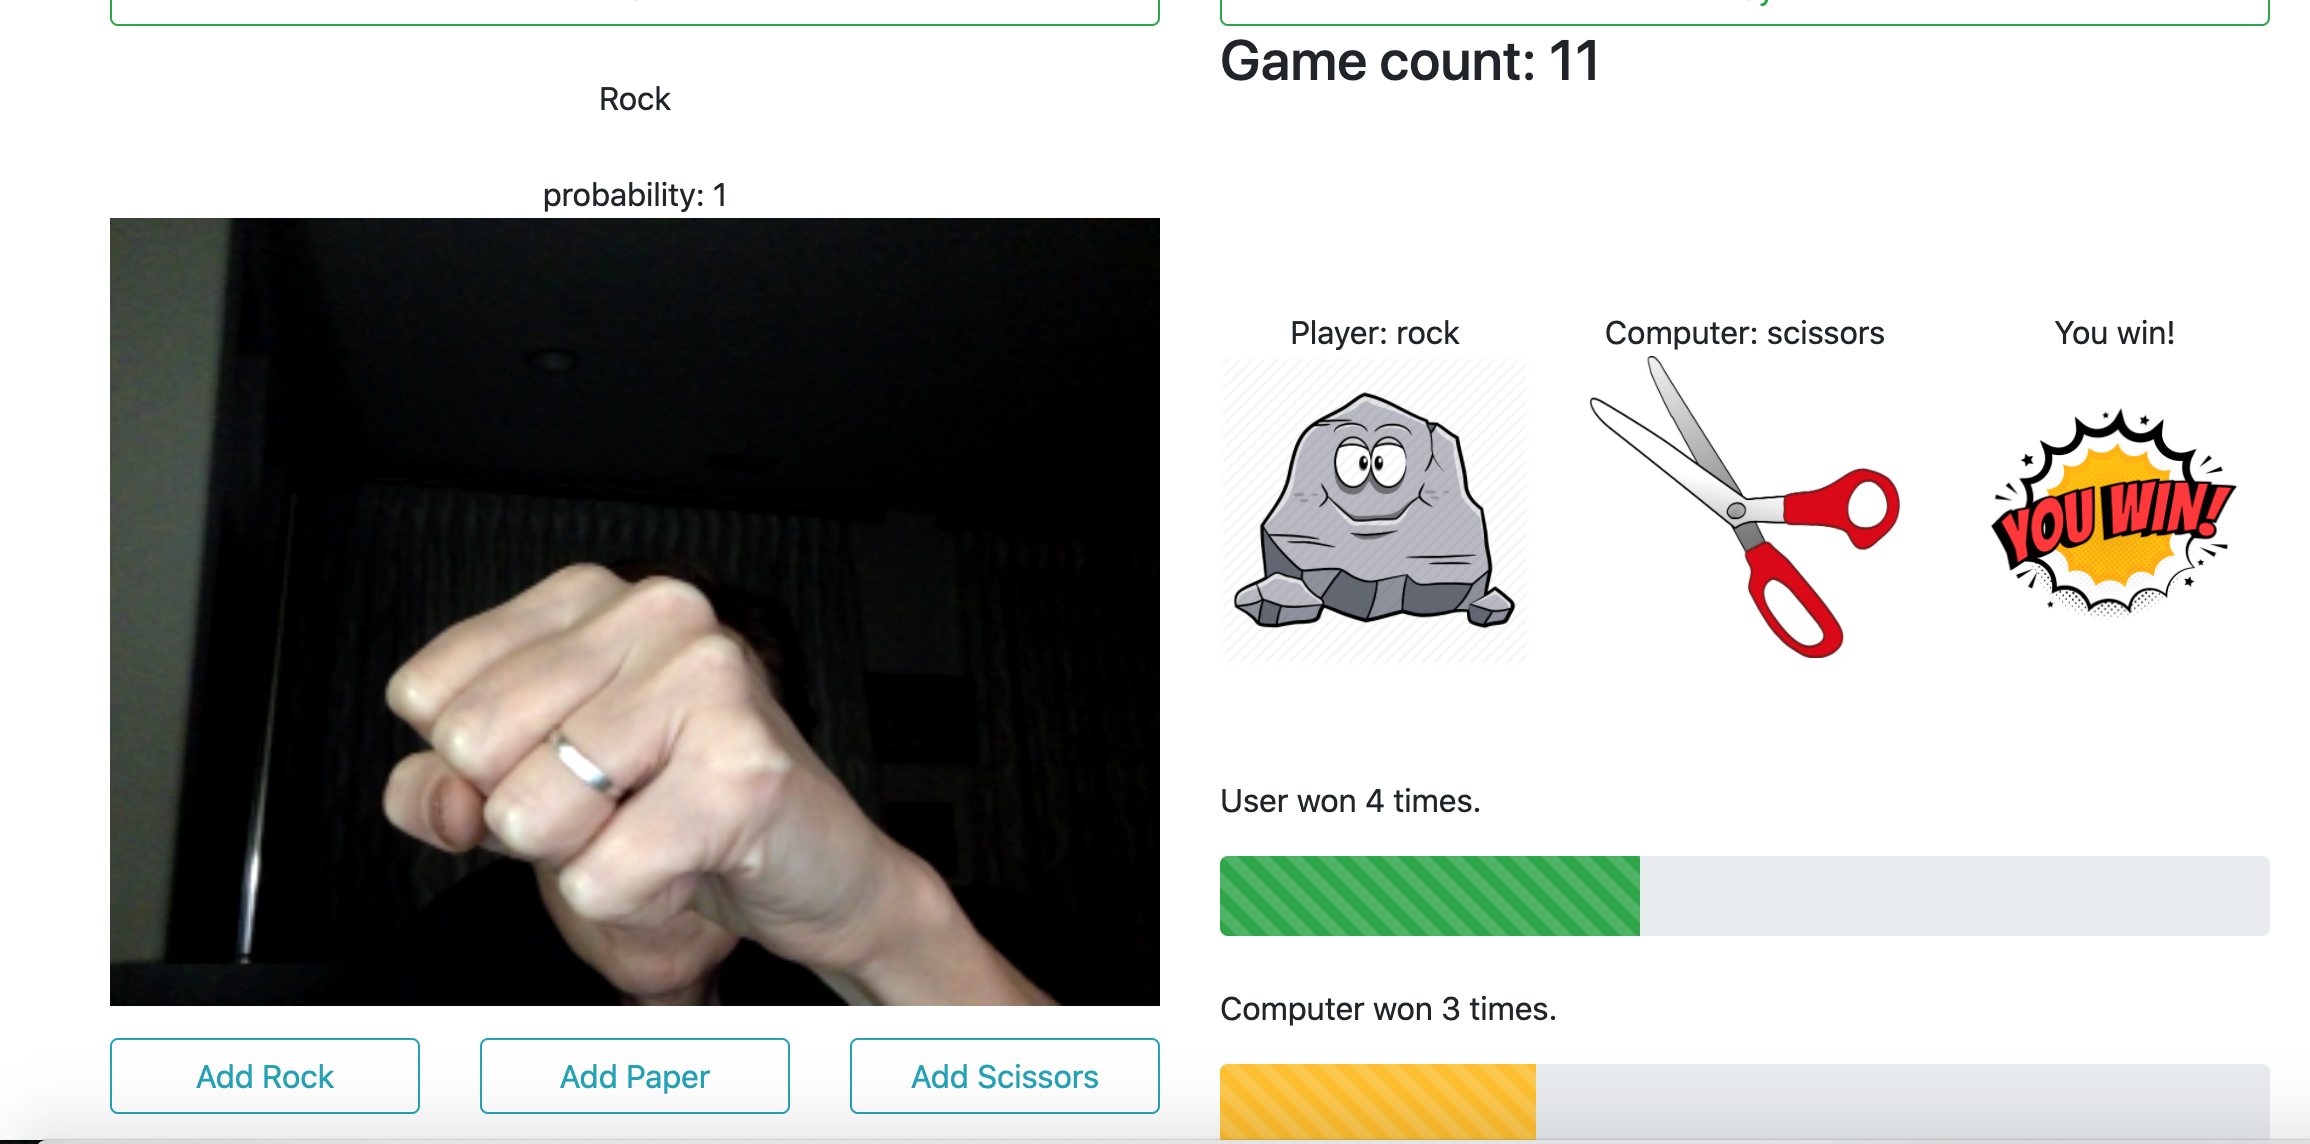 Rock
probability: 1
Add Rock
Add Paper
Add Scissors
Game count: 11
Player: rock
Computer: scissors
You win!
YOU WIN!
User won 4 times.
Computer won 3 times.